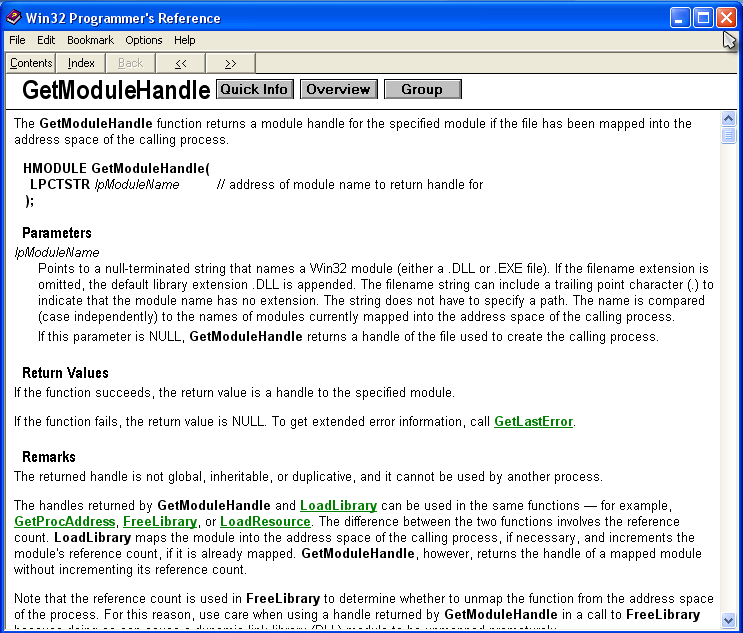 Win32 Programmer's Reference
File Edit Bookmark Options Help
Contents Index Back << >>
GetModuleHandle Quick Info Overview Group
The GetModuleHandle function returns a module handle for the specified module if the file has been mapped into the
address space of the calling process.
HMODULE GetModuleHandle(
LPCTSTR lpModuleName // address of module name to return handle for
);
Parameters
lpModuleName
Points to a null-terminated string that names a Win32 module (either a .DLL or .EXE file). If the filename extension is
omitted, the default library extension .DLL is appended. The filename string can include a trailing point character (.) to
indicate that the module name has no extension. The string does not have to specify a path. The name is compared
(case independently) to the names of modules currently mapped into the address space of the calling process.
If this parameter is NULL, GetModuleHandle returns a handle of the file used to create the calling process.
Return Values
If the function succeeds, the return value is a handle to the specified module.
If the function fails, the return value is NULL. To get extended error information, call GetLastError.
Remarks
The returned handle is not global, inheritable, or duplicative, and it cannot be used by another process.
The handles returned by GetModuleHandle and LoadLibrary can be used in the same functions — for example,
GetProcAddress, FreeLibrary, or LoadResource. The difference between the two functions involves the reference
count. LoadLibrary maps the module into the address space of the calling process, if necessary, and increments the
module's reference count, if it is already mapped. GetModuleHandle, however, returns the handle of a mapped module
without incrementing its reference count.
Note that the reference count is used in FreeLibrary to determine whether to unmap the function from the address space
of the process. For this reason, use care when using a handle returned by GetModuleHandle in a call to FreeLibrary
because doing so can cause a dynamic-link library (DLL) module to be unmapped prematurely.